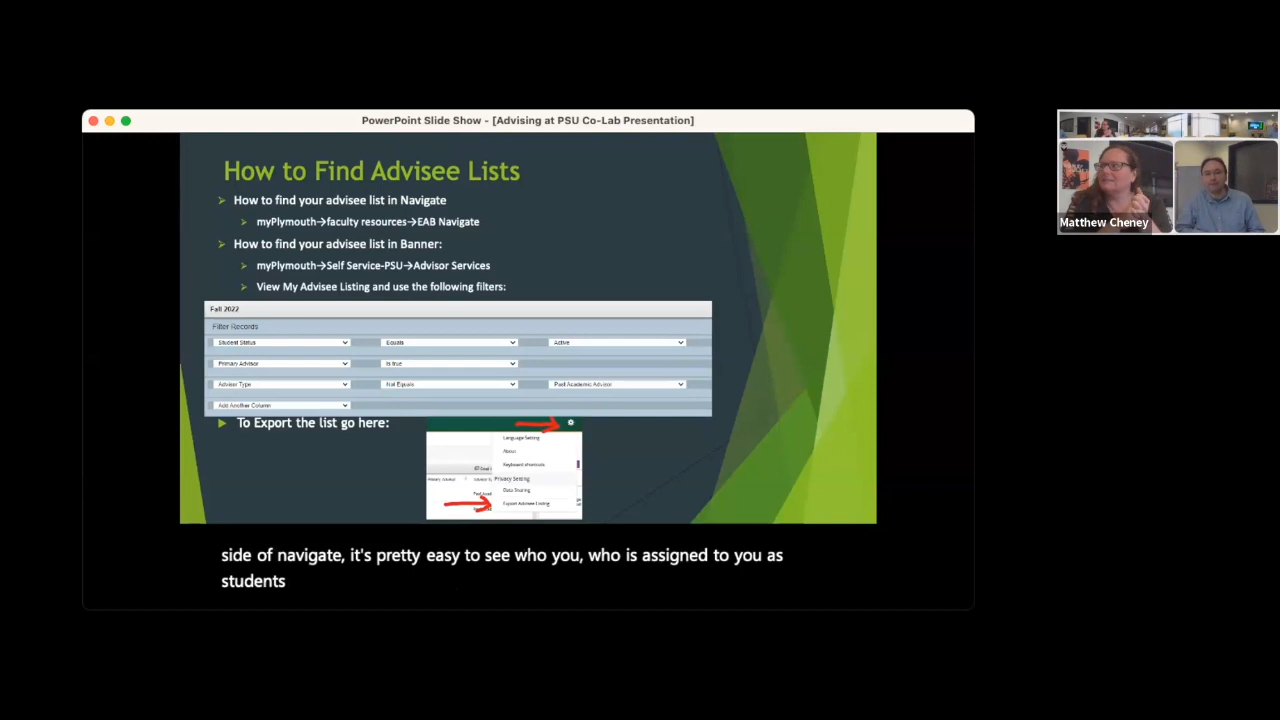 PowerPoint Slide Show - [Advising at PSU Co-Lab Presentation]
How to Find Advisee Lists
How to find your advisee list in Navigate
myPlymouth→faculty resources→EAB Navigate
How to find your advisee list in Banner:
myPlymouth→Self Service-PSU→Advisor Services
View My Advisee Listing and use the following filters:
Fall 2022
Filter Records
Student Status Equals Active
Primary Advisor Is true
Advisor Type Not Equals Past Academic Advisor
Add Another Column
To Export the list go here:
Language Setting
About
Keyboard shortcuts
Privacy Setting
Data Sharing
Export Advisee Listing
side of navigate, it's pretty easy to see who you, who is assigned to you as
students
Matthew Cheney